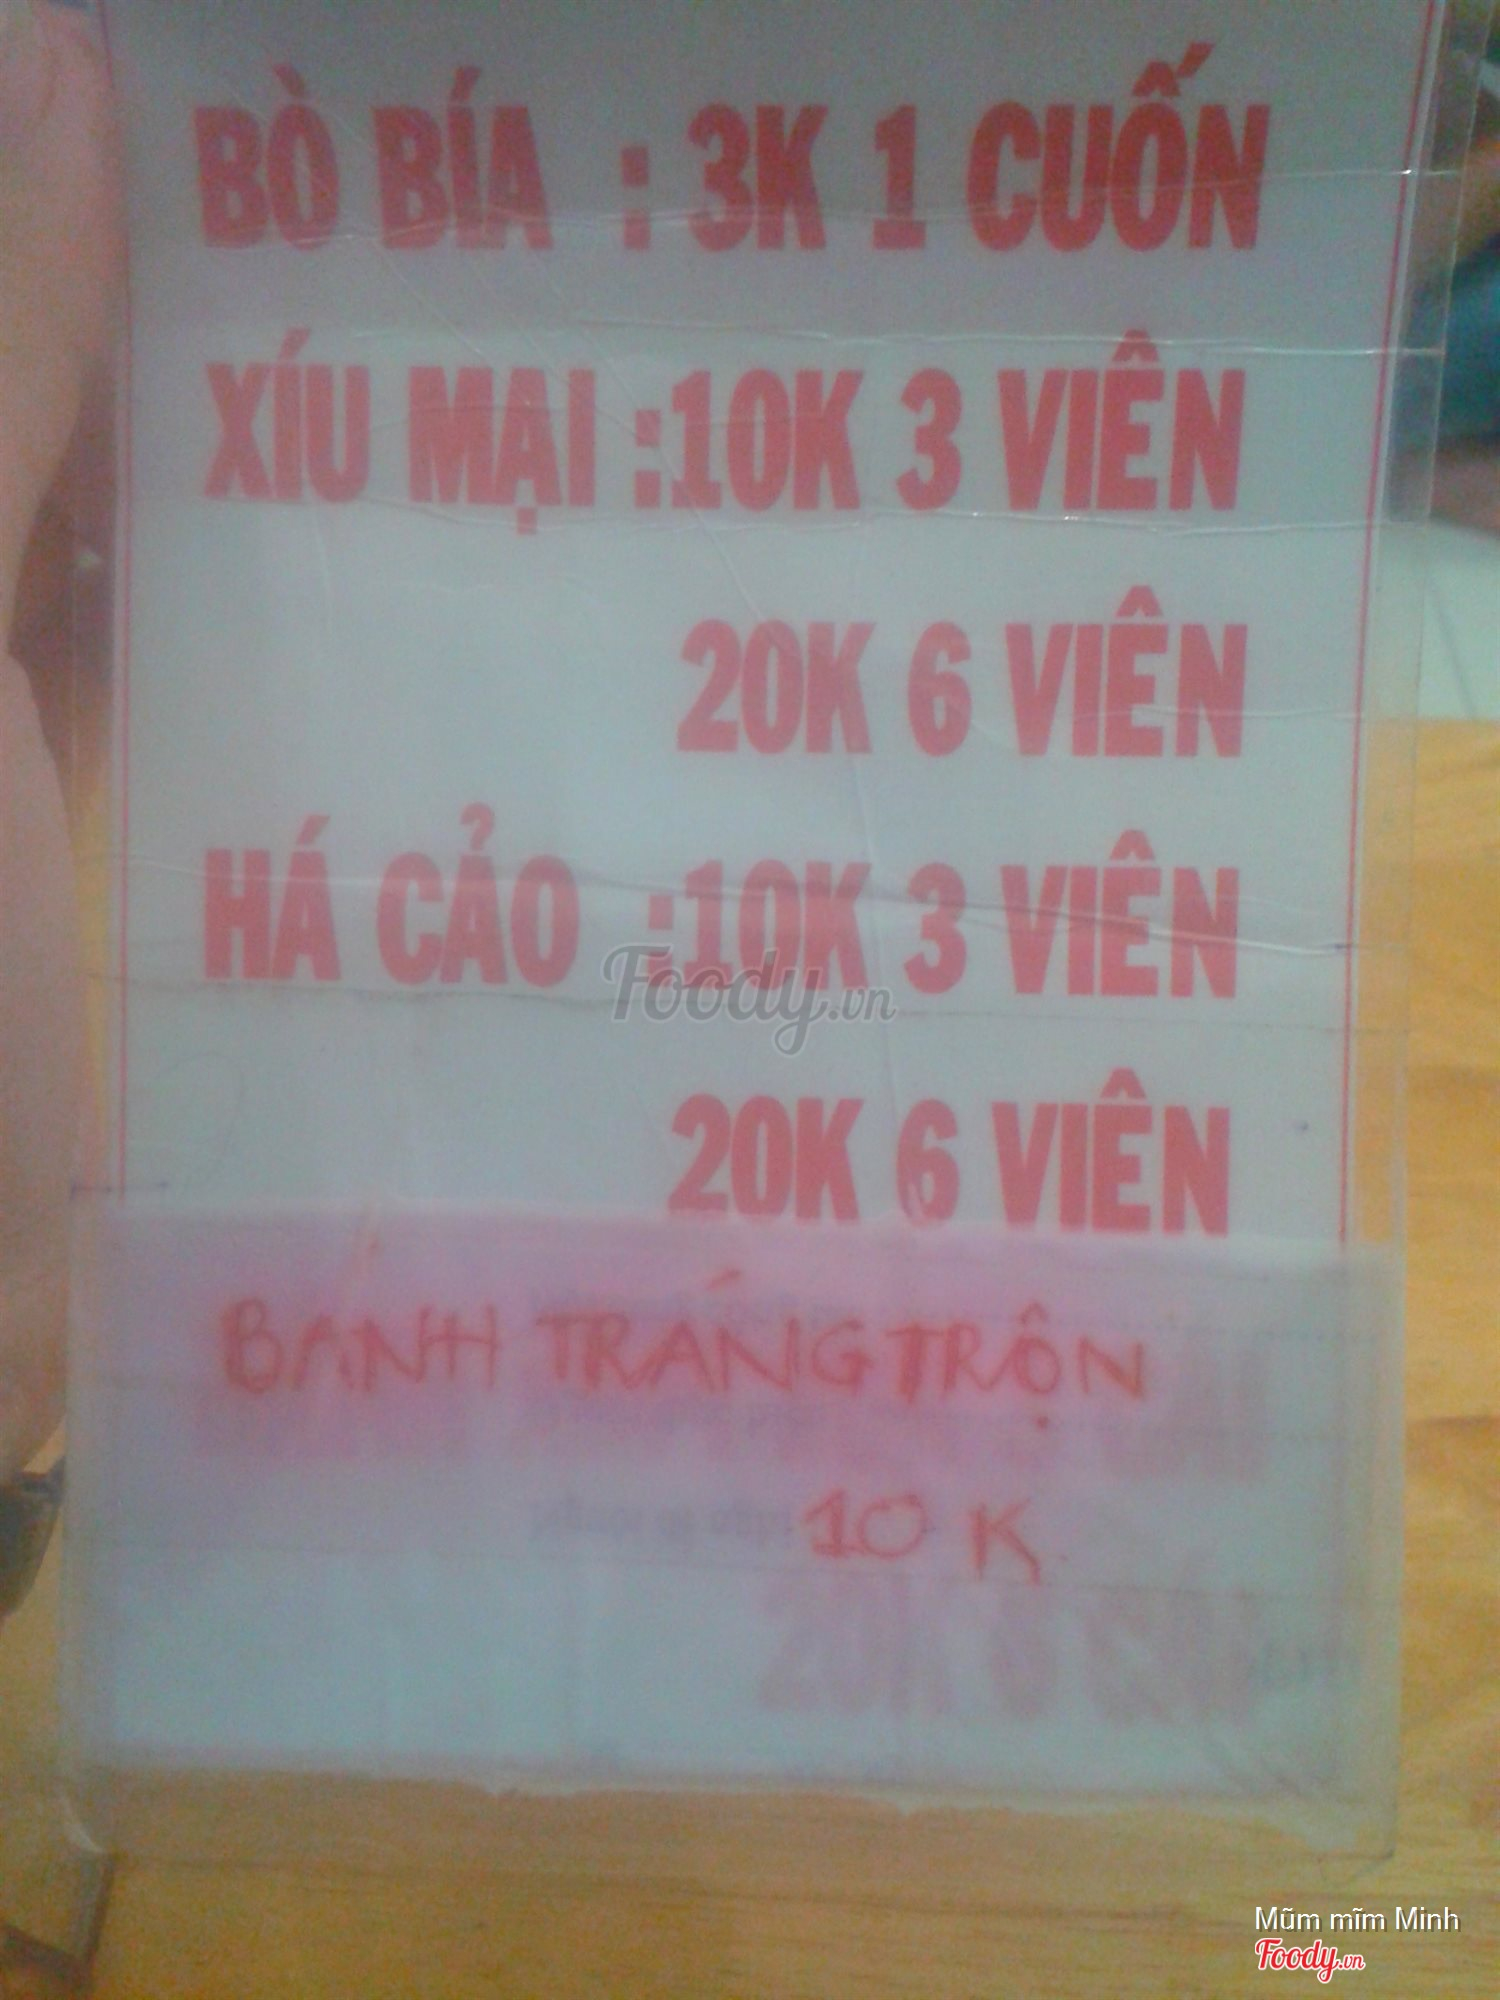 BÒ BÍA : 3K 1 CUỐN
XÍU MẠI :10K 3 VIÊN
20K 6 VIÊN
HÁ CẢO :10K 3 VIÊN
Foody.vn
20K 6 VIÊN
BÁNH TRÁNG TRỘN
10 K
Mũm mĩm Minh
Foody.vn